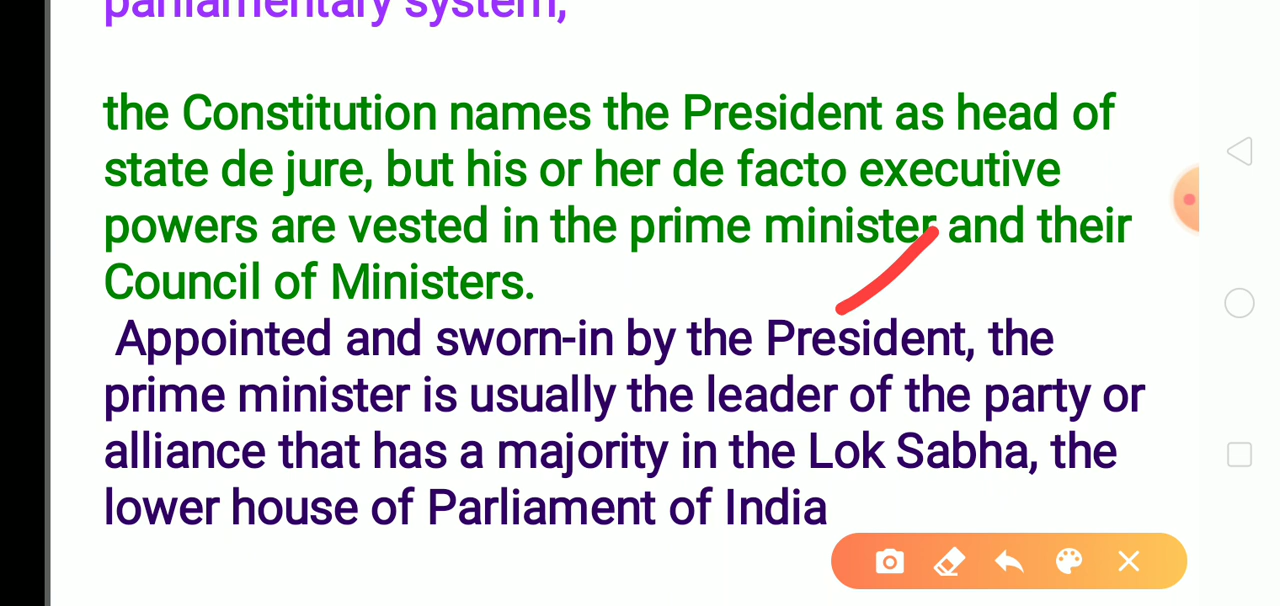 parliamentary system,
the Constitution names the President as head of
state de jure, but his or her de facto executive
powers are vested in the prime minister and their
Council of Ministers.
Appointed and sworn-in by the President, the
prime minister is usually the leader of the party or
alliance that has a majority in the Lok Sabha, the
lower house of Parliament of India